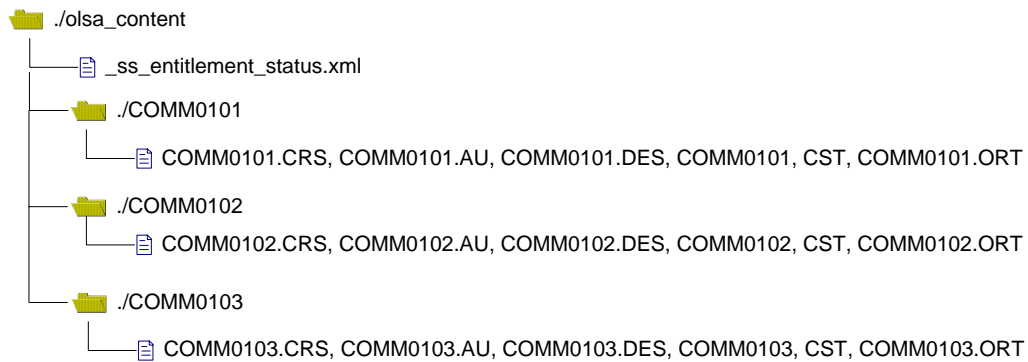 ./olsa_content
_ss_entitlement_status.xml
./COMM0101
COMM0101.CRS, COMM0101.AU, COMM0101.DES, COMM0101, CST, COMM0101.ORT
./COMM0102
COMM0102.CRS, COMM0102.AU, COMM0102.DES, COMM0102, CST, COMM0102.ORT
./COMM0103
COMM0103.CRS, COMM0103.AU, COMM0103.DES, COMM0103, CST, COMM0103.ORT